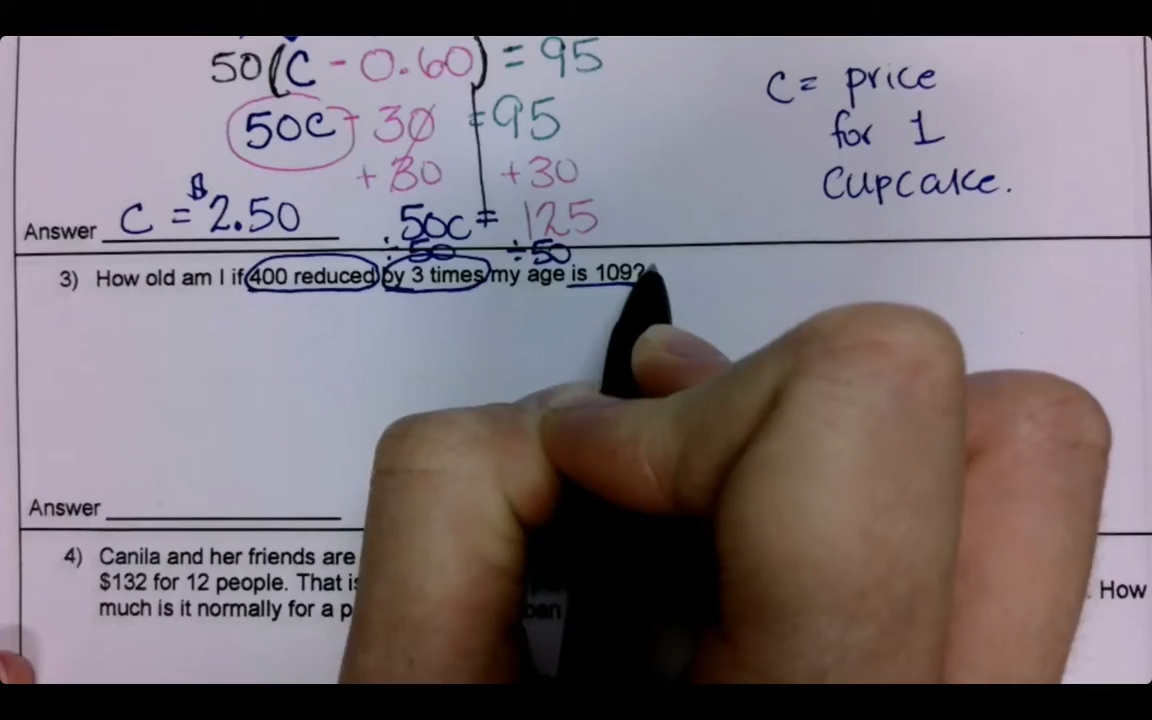 50(c - 0.60) = 95
50c - 30 = 95
+ 30 + 30
c = price
for 1
cupcake.
Answer c = $2.50 50c = 125
÷ 50 ÷ 50
3) How old am I if 400 reduced by 3 times my age is 109?
Answer
4) Canila and her friends are
$132 for 12 people. That is How
much is it normally for a p